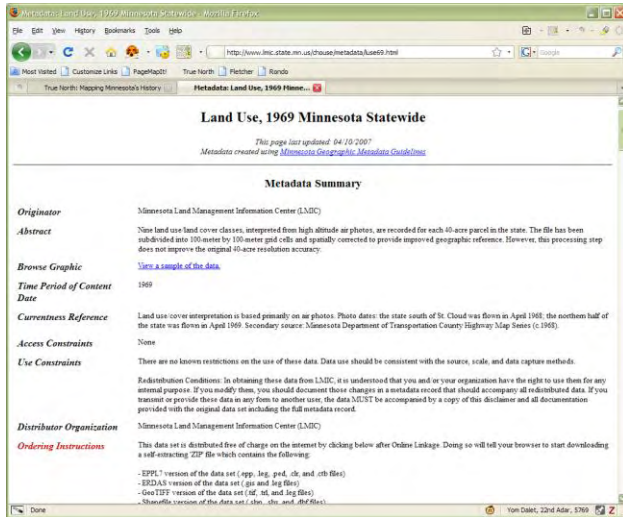 Metadata: Land Use, 1969 Minnesota Statewide - Mozilla Firefox
File Edit View History Bookmarks Tools Help
http://www.lmic.state.mn.us/chouse/metadata/luse69.html
Google
Most Visited Customize Links PageMapIt! True North Fletcher Rando
True North: Mapping Minnesota's History
Metadata: Land Use, 1969 Minne...
Land Use, 1969 Minnesota Statewide
This page last updated: 04/10/2007
Metadata created using Minnesota Geographic Metadata Guidelines
Metadata Summary
Originator Minnesota Land Management Information Center (LMIC)
Abstract Nine land use/land cover classes, interpreted from high altitude air photos, are recorded for each 40-acre parcel in the state. The file has been
subdivided into 100-meter by 100-meter grid cells and spatially corrected to provide improved geographic reference. However, this processing step
does not improve the original 40-acre resolution accuracy.
Browse Graphic View a sample of the data.
Time Period of Content 1969
Date
Currentness Reference Land use/cover interpretation is based primarily on air photos. Photo dates: the state south of St. Cloud was flown in April 1968; the northern half of
the state was flown in April 1969. Secondary source: Minnesota Department of Transportation County Highway Map Series (c.1968).
Access Constraints None
Use Constraints There are no known restrictions on the use of these data. Data use should be consistent with the source, scale, and data capture methods.
Redistribution Conditions: In obtaining these data from LMIC, it is understood that you and/or your organization have the right to use them for any
internal purpose. If you modify them, you should document those changes in a metadata record that should accompany all redistributed data. If you
transmit or provide these data in any form to another user, the data MUST be accompanied by a copy of this disclaimer and all documentation
provided with the original data set including the full metadata record.
Distributor Organization Minnesota Land Management Information Center (LMIC)
Ordering Instructions This data set is distributed free of charge on the internet by clicking below after Online Linkage. Doing so will tell your browser to start downloading
a self-extracting 'ZIP' file which contains the following:
- EPPL7 version of the data set (.epp, .leg, .ped, .clr, and .ctb files)
- ERDAS version of the data set (.gis and .leg files)
- GeoTIFF version of the data set (.tif, .txt, and .leg files)
- Shapefile version of the data set (.shp, .shx, and .dbf files)
Done
Yom Dalet, 22nd Adar, 5769